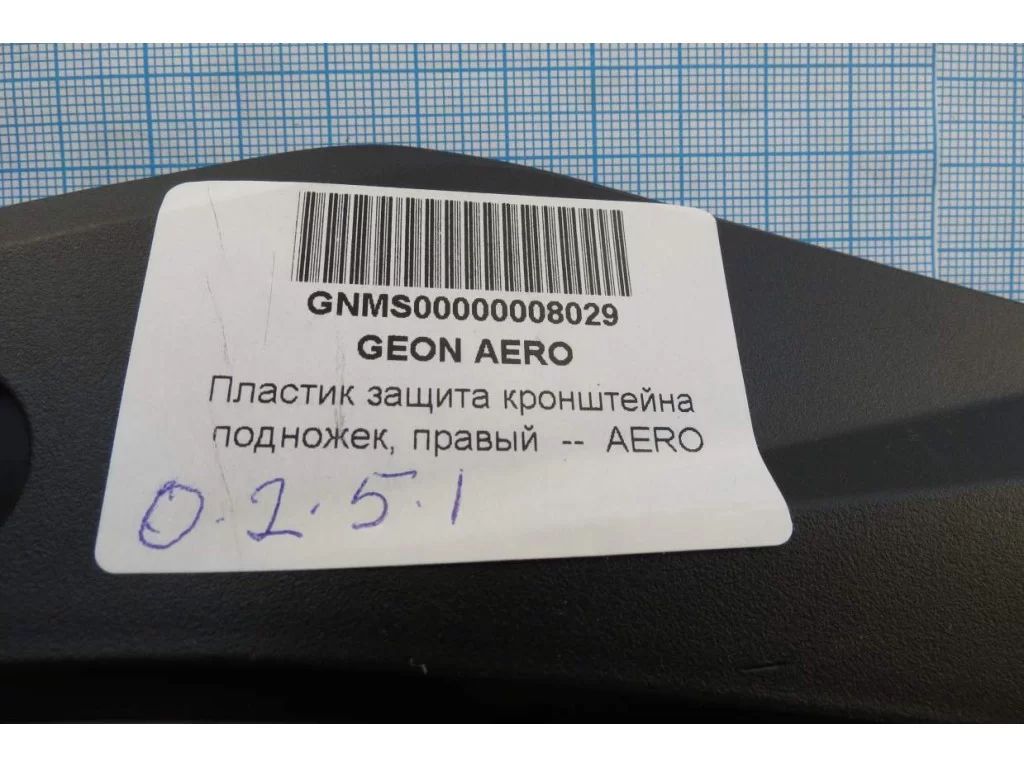 GNMS00000008029
GEON AERO
Пластик защита кронштейна
подножек, правый -- AERO
0.2.5.1